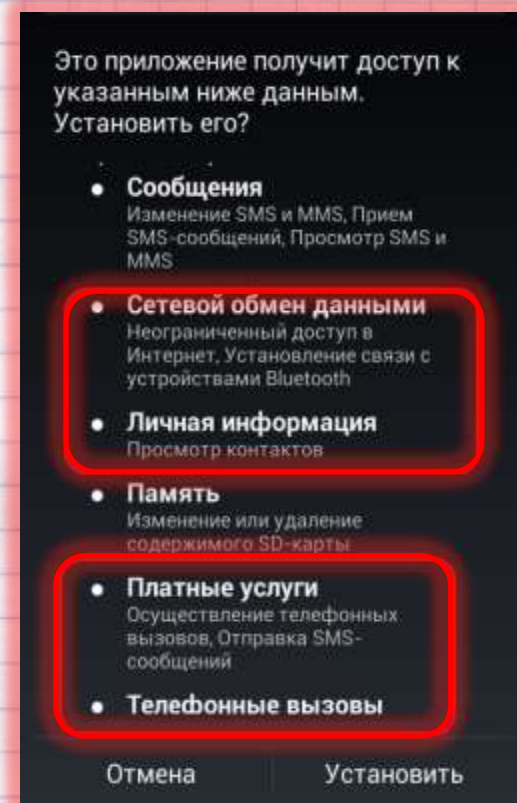 Это приложение получит доступ к
указанным ниже данным.
Установить его?
Сообщения
Изменение SMS и MMS, Прием
SMS-сообщений, Просмотр SMS и
MMS
Сетевой обмен данными
Неограниченный доступ в
Интернет, Установление связи с
устройствами Bluetooth
Личная информация
Просмотр контактов
Память
Изменение или удаление
содержимого SD-карты
Платные услуги
Осуществление телефонных
вызовов, Отправка SMS-
сообщений
Телефонные вызовы
Отмена
Установить